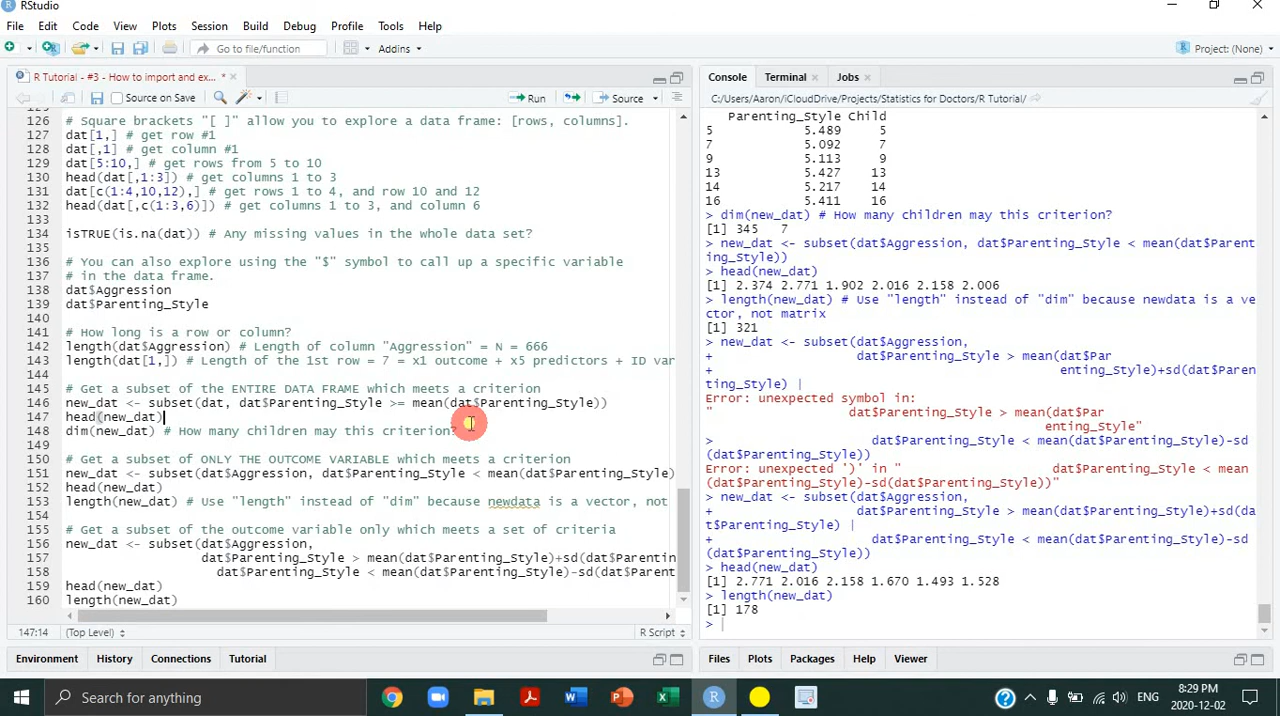 RStudio
File Edit Code View Plots Session Build Debug Profile Tools Help
Go to file/function Addins Project: (None)
R Tutorial - #3 - How to import and ex... *
Source on Save Run Source
126 # Square brackets "[ ]" allow you to explore a data frame: [rows, columns].
127 dat[1,] # get row #1
128 dat[,1] # get column #1
129 dat[5:10,] # get rows from 5 to 10
130 head(dat[,1:3]) # get columns 1 to 3
131 dat[c(1:4,10,12),] # get rows 1 to 4, and row 10 and 12
132 head(dat[,c(1:3,6)]) # get columns 1 to 3, and column 6
133
134 isTRUE(is.na(dat)) # Any missing values in the whole data set?
135
136 # You can also explore using the "$" symbol to call up a specific variable
137 # in the data frame.
138 dat$Aggression
139 dat$Parenting_Style
140
141 # How long is a row or column?
142 length(dat$Aggression) # Length of column "Aggression" = N = 666
143 length(dat[1,]) # Length of the 1st row = 7 = x1 outcome + x5 predictors + ID var
144
145 # Get a subset of the ENTIRE DATA FRAME which meets a criterion
146 new_dat <- subset(dat, dat$Parenting_Style >= mean(dat$Parenting_Style))
147 head(new_dat)
148 dim(new_dat) # How many children may this criterion?
149
150 # Get a subset of ONLY THE OUTCOME VARIABLE which meets a criterion
151 new_dat <- subset(dat$Aggression, dat$Parenting_Style < mean(dat$Parenting_Style)
152 head(new_dat)
153 length(new_dat) # Use "length" instead of "dim" because newdata is a vector, not
154
155 # Get a subset of the outcome variable only which meets a set of criteria
156 new_dat <- subset(dat$Aggression,
157 dat$Parenting_Style > mean(dat$Parenting_Style)+sd(dat$Parentin
158 dat$Parenting_Style < mean(dat$Parenting_Style)-sd(dat$Parent
159 head(new_dat)
160 length(new_dat)
147:14 (Top Level) R Script
Environment History Connections Tutorial
Console Terminal Jobs
C:/Users/Aaron/iCloudDrive/Projects/Statistics for Doctors/R Tutorial/
Parenting_Style Child
5 5.489 5
7 5.092 7
9 5.113 9
13 5.427 13
14 5.217 14
16 5.411 16
> dim(new_dat) # How many children may this criterion?
[1] 345 7
> new_dat <- subset(dat$Aggression, dat$Parenting_Style < mean(dat$Parent
ing_Style))
> head(new_dat)
[1] 2.374 2.771 1.902 2.016 2.158 2.006
> length(new_dat) # Use "length" instead of "dim" because newdata is a ve
ctor, not matrix
[1] 321
> new_dat <- subset(dat$Aggression,
+ dat$Parenting_Style > mean(dat$Par
+ enting_Style)+sd(dat$Paren
ting_Style) |
Error: unexpected symbol in:
" dat$Parenting_Style > mean(dat$Par
enting_Style"
> dat$Parenting_Style < mean(dat$Parenting_Style)-sd
(dat$Parenting_Style))
Error: unexpected ')' in " dat$Parenting_Style < mean
(dat$Parenting_Style)-sd(dat$Parenting_Style))"
> new_dat <- subset(dat$Aggression,
+ dat$Parenting_Style > mean(dat$Parenting_Style)+sd(da
t$Parenting_Style) |
+ dat$Parenting_Style < mean(dat$Parenting_Style)-sd
(dat$Parenting_Style))
> head(new_dat)
[1] 2.771 2.016 2.158 1.670 1.493 1.528
> length(new_dat)
[1] 178
>
Files Plots Packages Help Viewer
Search for anything
ENG
8:29 PM
2020-12-02